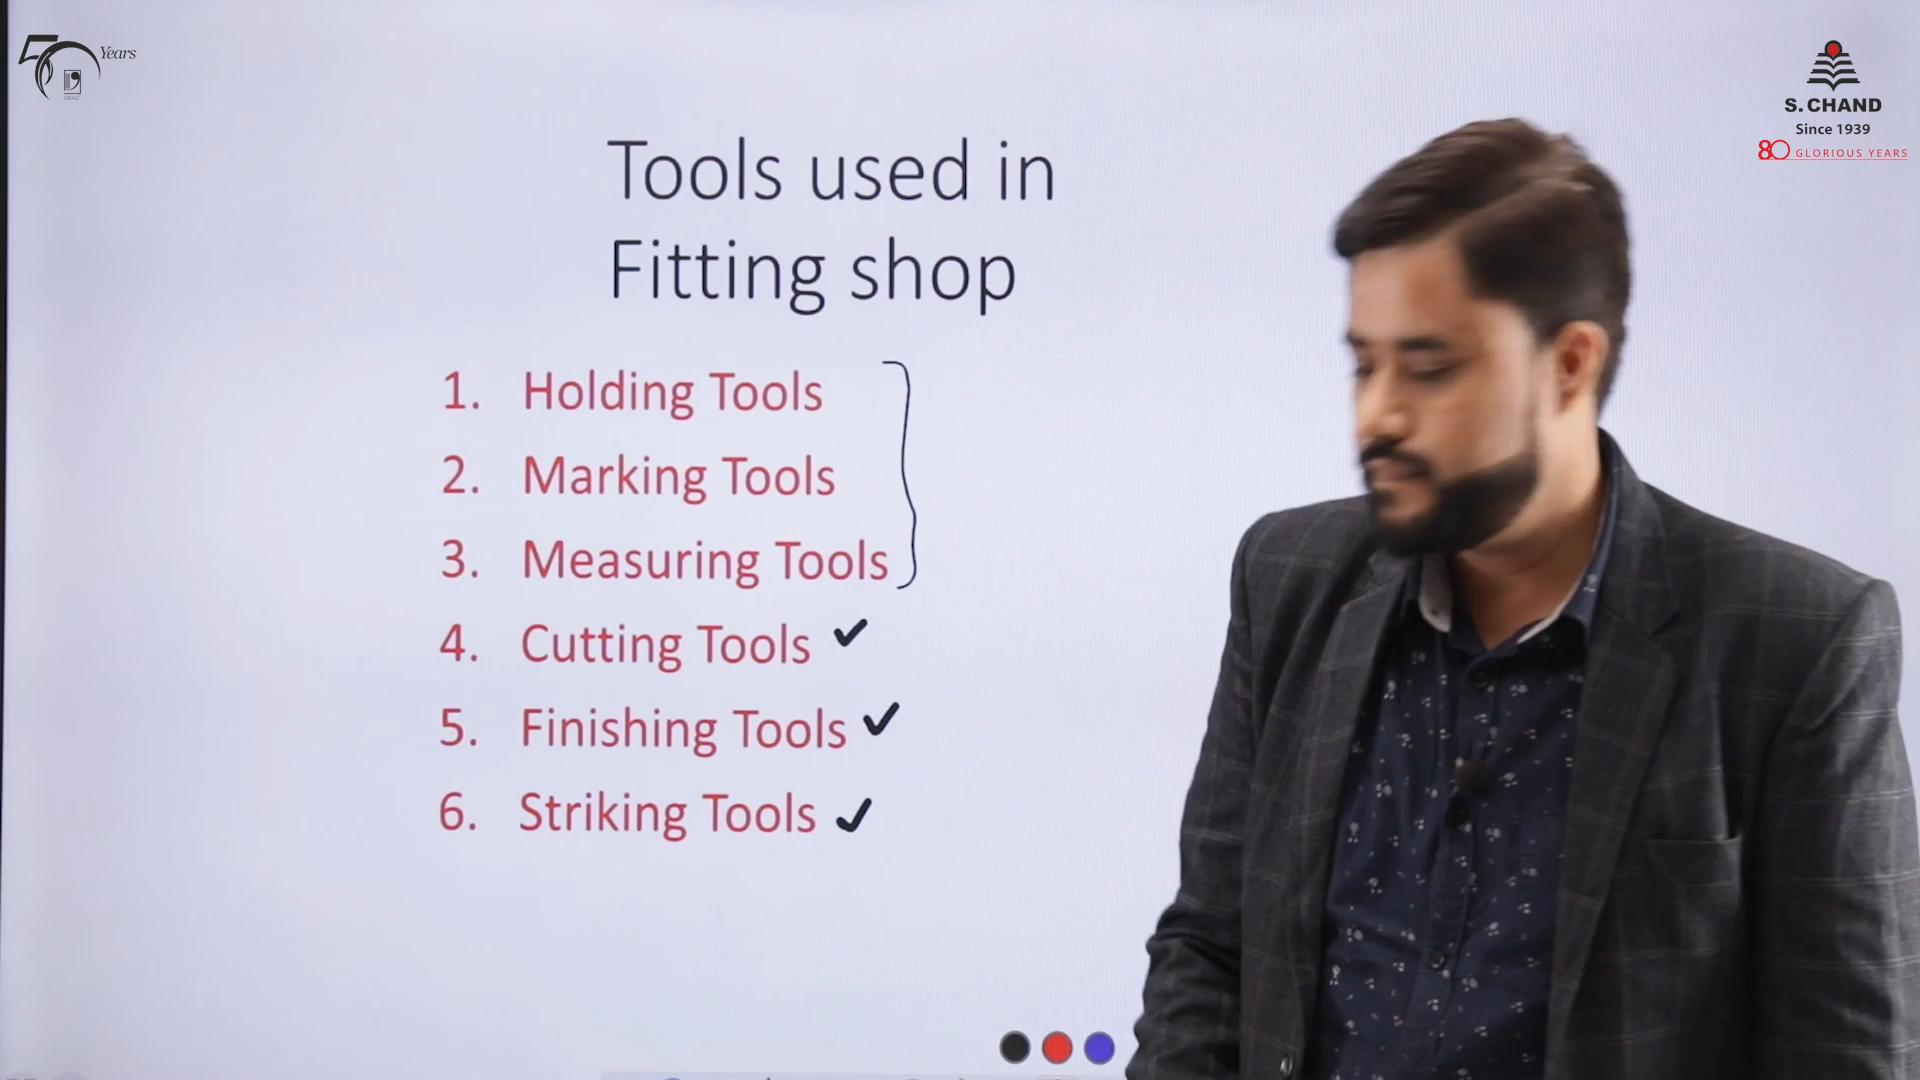 50 Years
VIKAS
S. CHAND
Since 1939
80 GLORIOUS YEARS
Tools used in
Fitting shop
1. Holding Tools
2. Marking Tools
3. Measuring Tools
4. Cutting Tools
5. Finishing Tools
6. Striking Tools